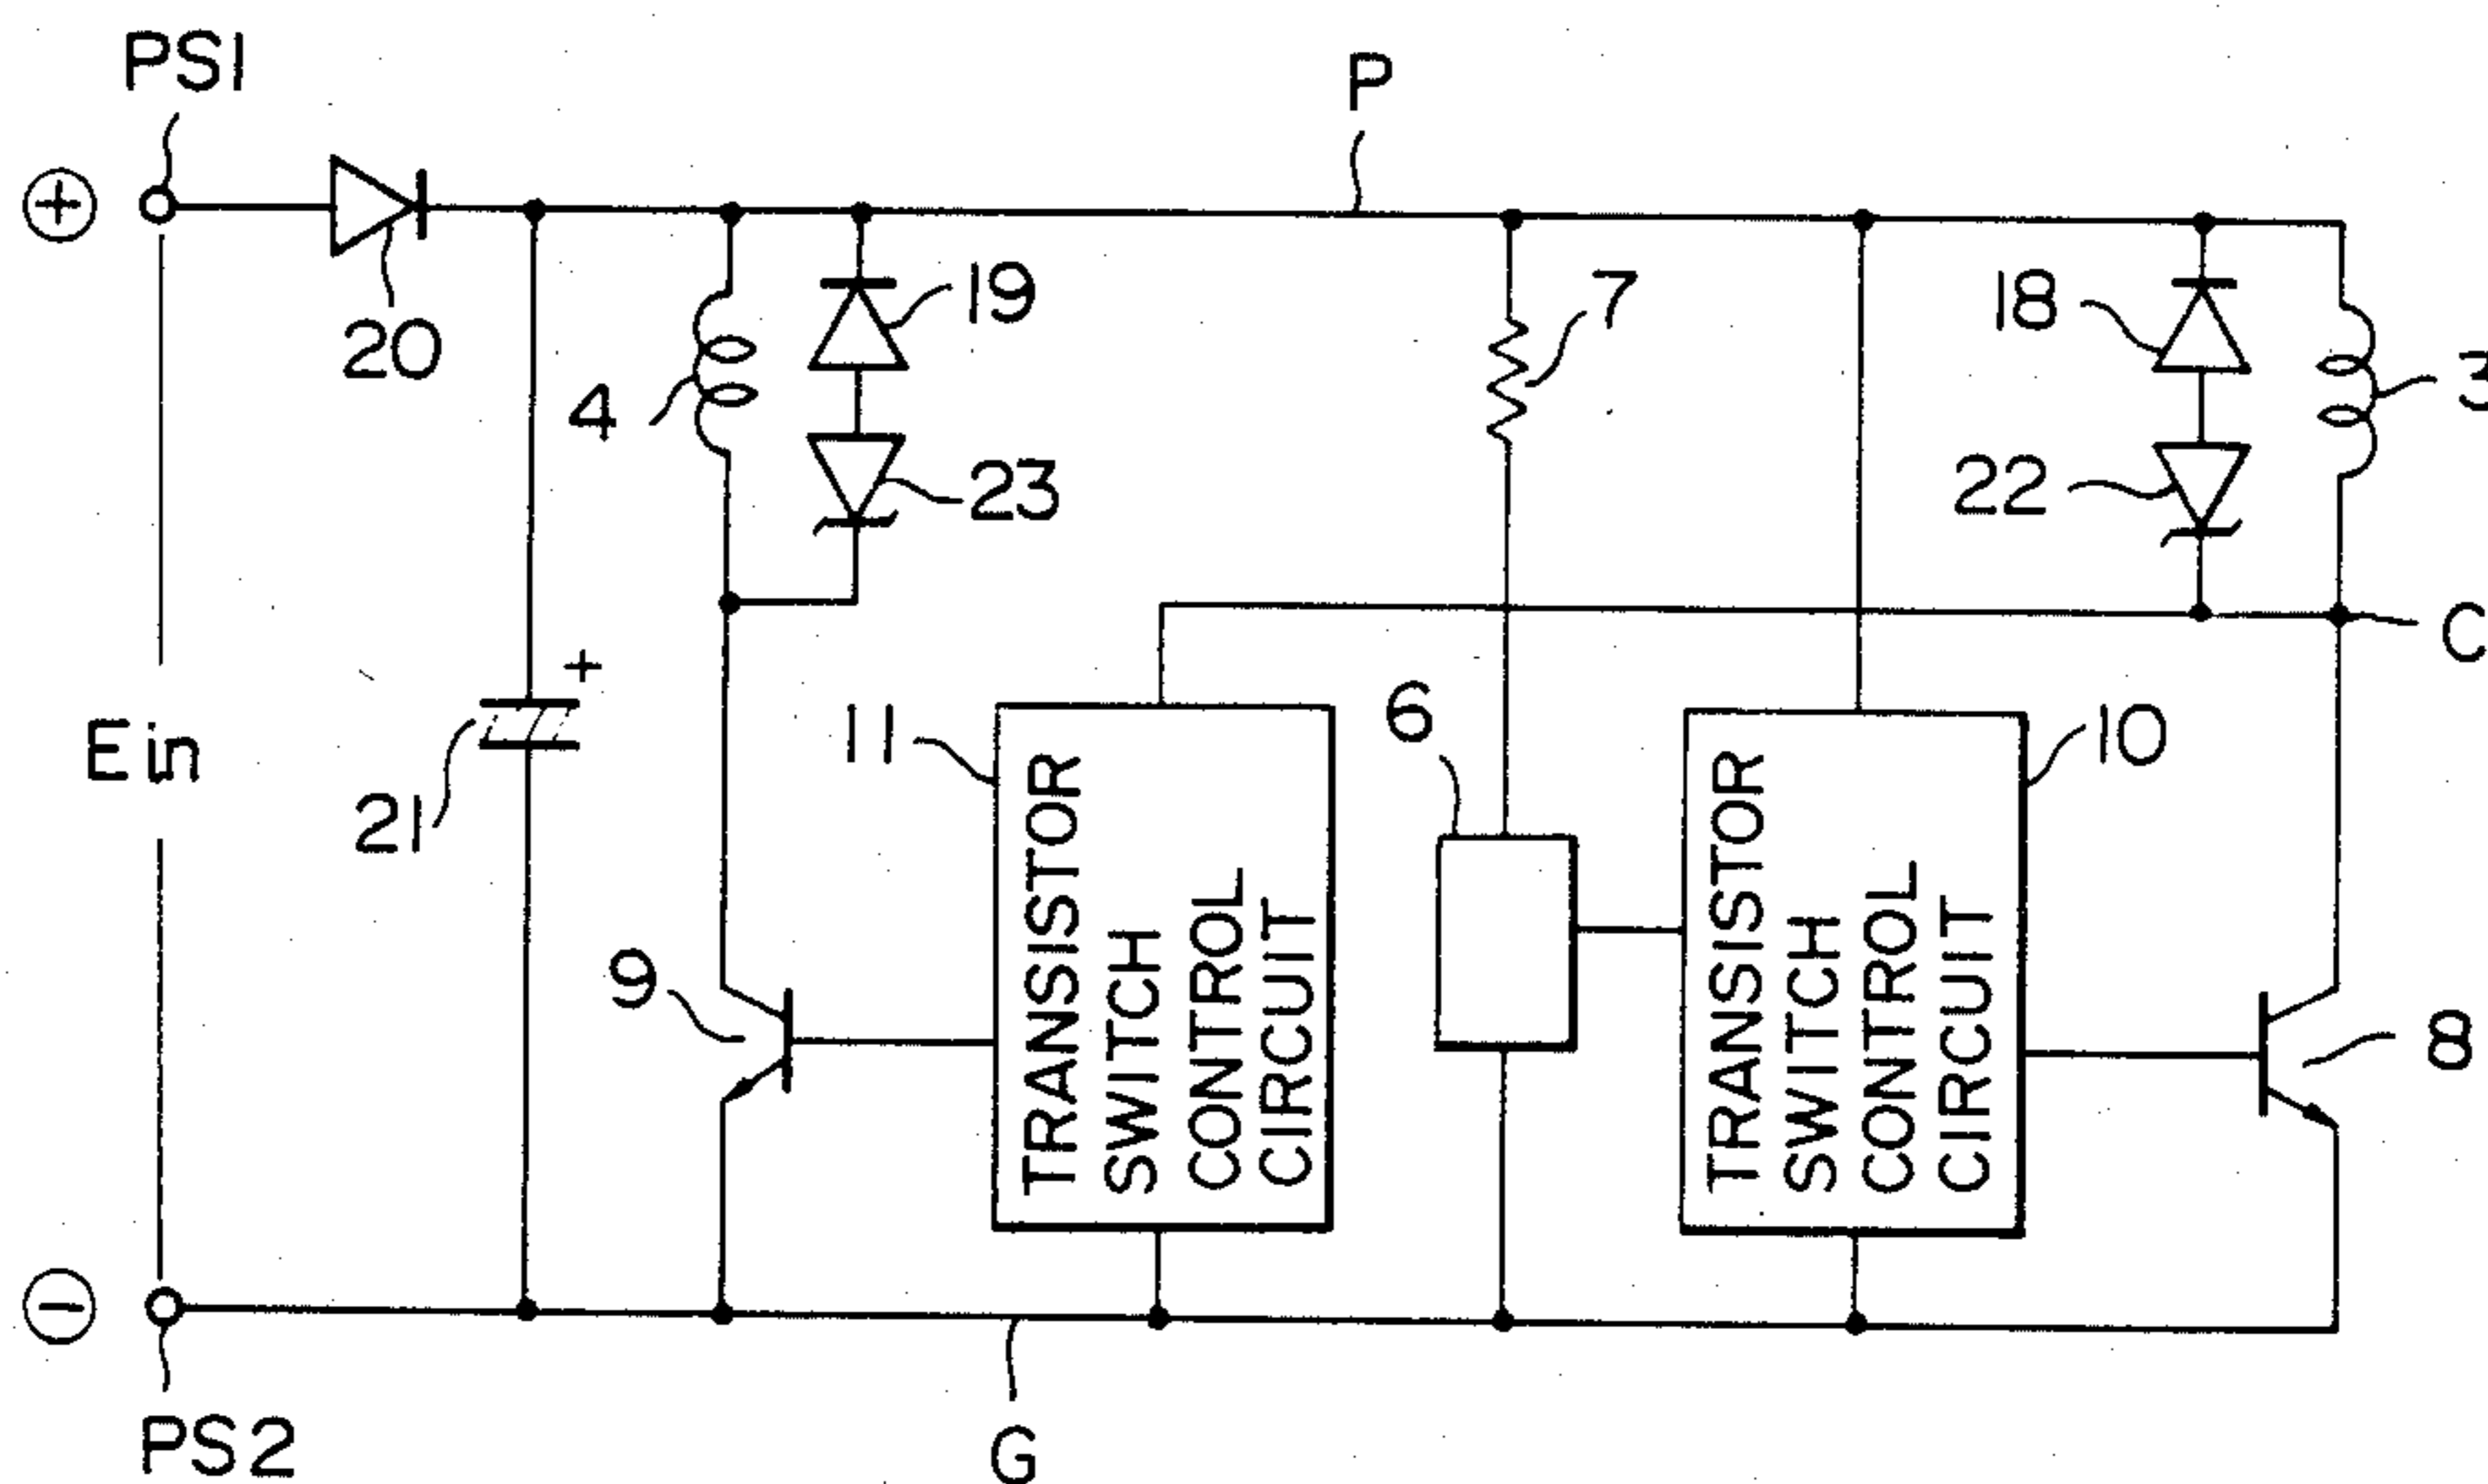 PS1
P
+
20
4
19
23
7
18
3
22
C
+
Ein
21
11
6
10
TRANSISTOR
SWITCH
CONTROL
CIRCUIT
TRANSISTOR
SWITCH
CONTROL
CIRCUIT
9
8
−
PS2
G